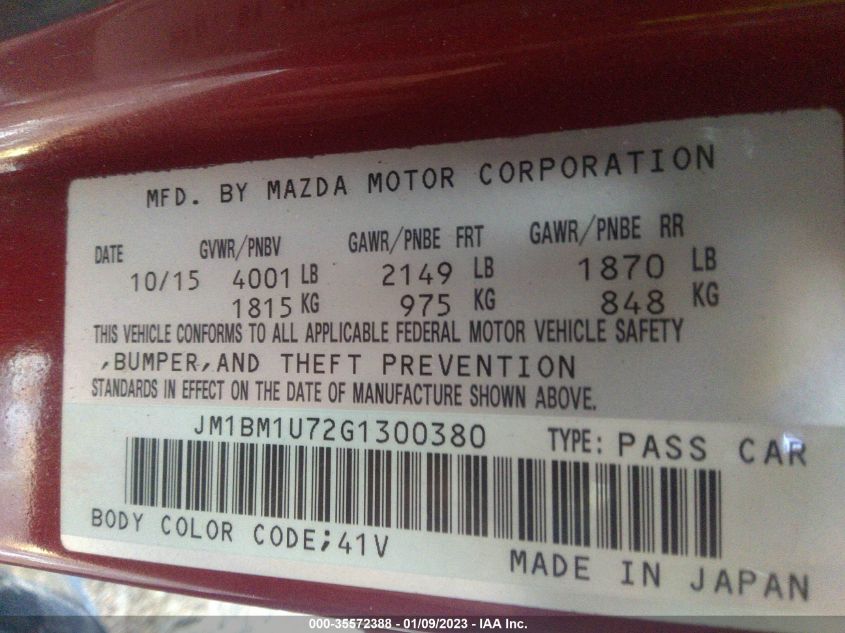 MFD. BY MAZDA MOTOR CORPORATION
DATE GVWR/PNBV GAWR/PNBE FRT GAWR/PNBE RR
10/15 4001 LB 2149 LB 1870 LB
1815 KG 975 KG 848 KG
THIS VEHICLE CONFORMS TO ALL APPLICABLE FEDERAL MOTOR VEHICLE SAFETY
,BUMPER,AND THEFT PREVENTION
STANDARDS IN EFFECT ON THE DATE OF MANUFACTURE SHOWN ABOVE.
JM1BM1U72G1300380 TYPE: PASS CAR
BODY COLOR CODE;41V
MADE IN JAPAN
000-35572388 - 01/09/2023 - IAA Inc.